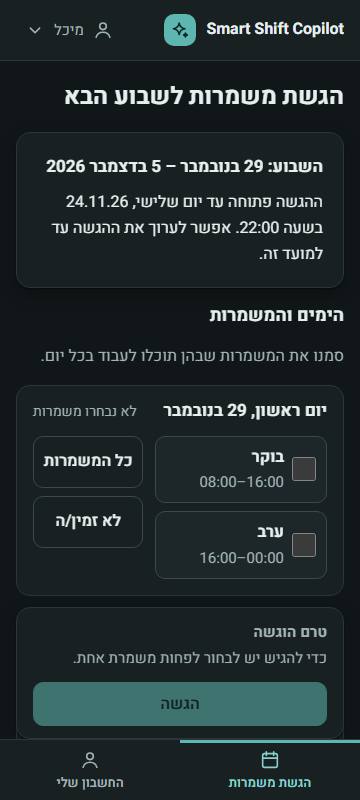 Smart Shift Copilot
מיכל
הגשת משמרות לשבוע הבא
השבוע: 29 בנובמבר – 5 בדצמבר 2026
ההגשה פתוחה עד יום שלישי, 24.11.26
בשעה 22:00. אפשר לערוך את ההגשה עד
למועד זה.
הימים והמשמרות
סמנו את המשמרות שבהן תוכלו לעבוד בכל יום.
יום ראשון, 29 בנובמבר
לא נבחרו משמרות
בוקר
08:00–16:00
ערב
16:00–00:00
כל המשמרות
לא זמין/ה
טרם הוגשה
כדי להגיש יש לבחור לפחות משמרת אחת.
הגשה
הגשת משמרות
החשבון שלי